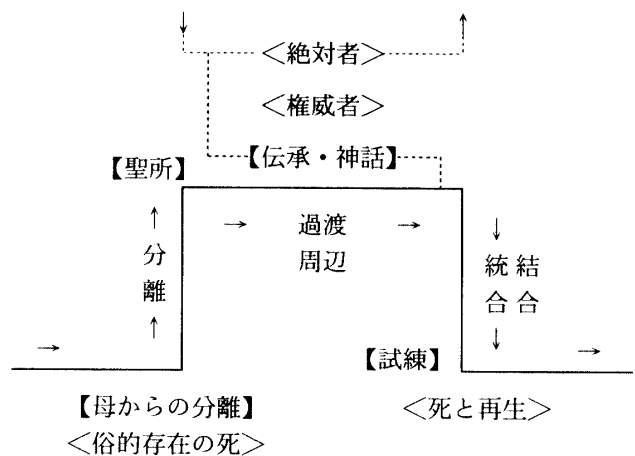 ＜絶対者＞
＜権威者＞
【伝承・神話】
【聖所】
過渡
周辺
分離
統合
結合
【試練】
【母からの分離】
＜俗的存在の死＞
＜死と再生＞